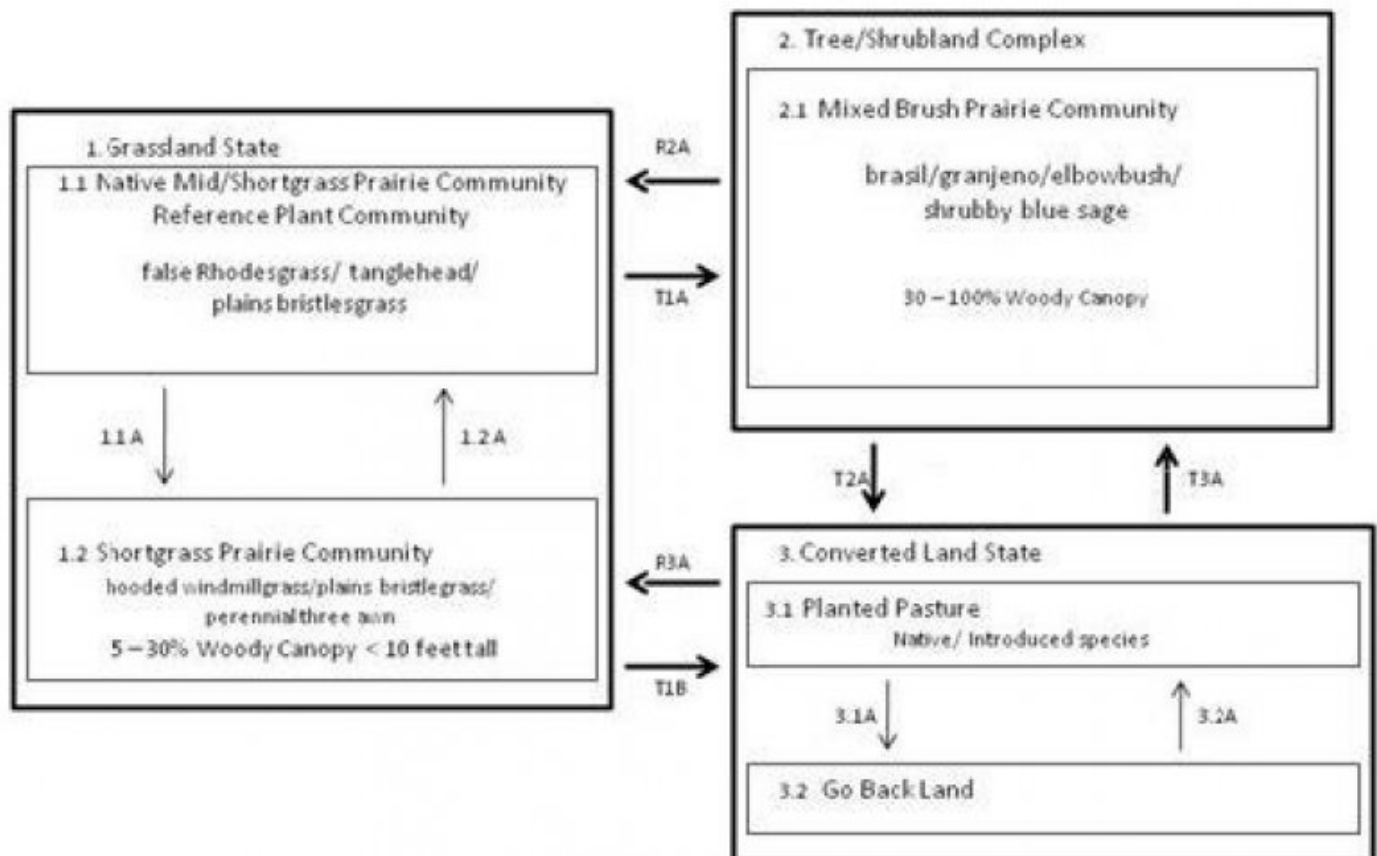 1. Grassland State
1.1 Native Mid/Shortgrass Prairie Community
Reference Plant Community
false Rhodesgrass/ tanglehead/
plains bristlesgrass
1.1A
1.2A
1.2 Shortgrass Prairie Community
hooded windmillgrass/plains bristlegrass/
perennial three awn
5 – 30% Woody Canopy < 10 feet tall
R2A
T1A
R3A
T1B
2. Tree/Shrubland Complex
2.1 Mixed Brush Prairie Community
brasil/granjeno/elbowbush/
shrubby blue sage
30 – 100% Woody Canopy
T2A
T3A
3. Converted Land State
3.1 Planted Pasture
Native/ Introduced species
3.1A
3.2A
3.2 Go Back Land